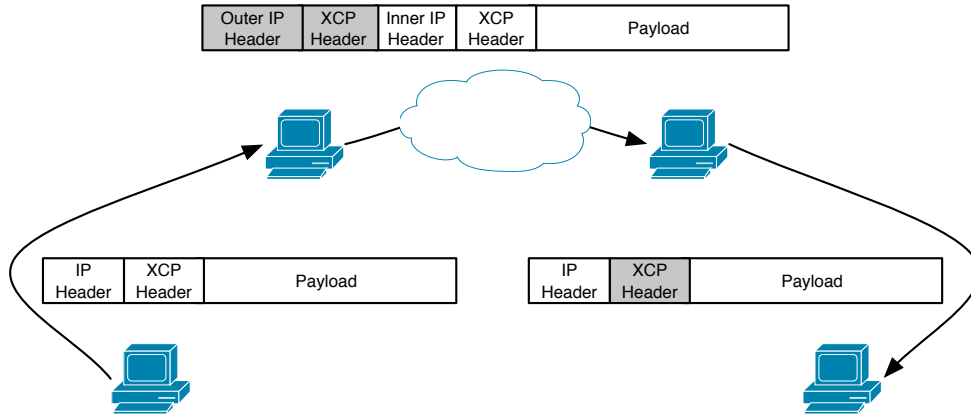 Outer IP Header
XCP Header
Inner IP Header
XCP Header
Payload
IP Header
XCP Header
Payload
IP Header
XCP Header
Payload